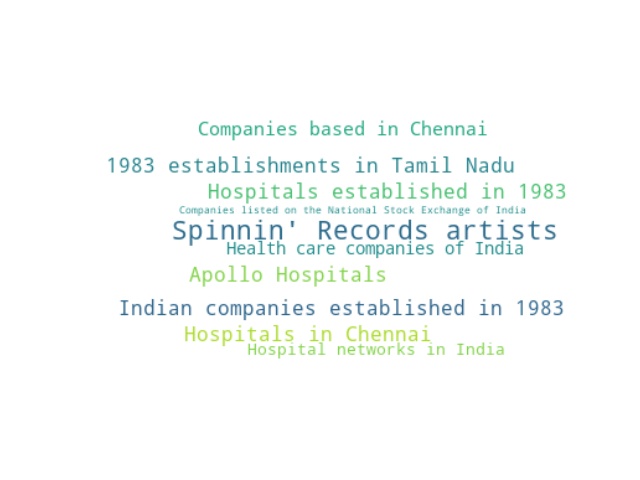 Companies based in Chennai
1983 establishments in Tamil Nadu
Hospitals established in 1983
Companies listed on the National Stock Exchange of India
Spinnin' Records artists
Health care companies of India
Apollo Hospitals
Indian companies established in 1983
Hospitals in Chennai
Hospital networks in India